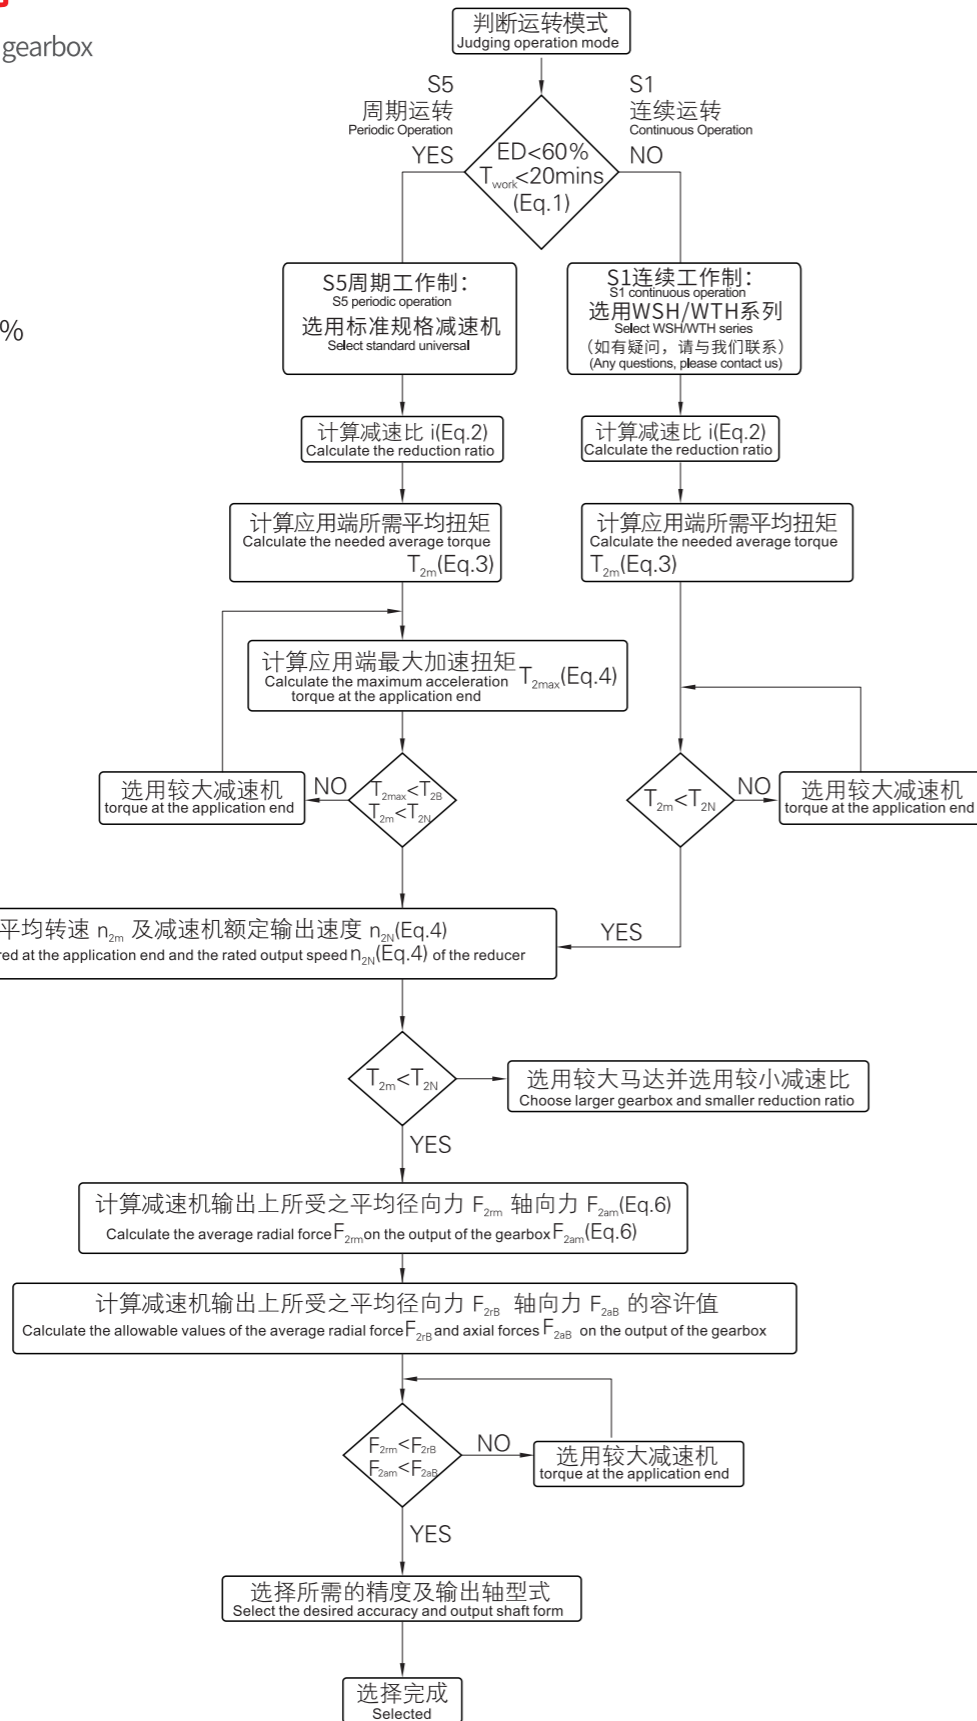 gearbox
%
判断运转模式
Judging operation mode
S5
周期运转
Periodic Operation
YES
S1
连续运转
Continuous Operation
NO
ED<60%
Twork<20mins
(Eq.1)
S5周期工作制：
S5 periodic operation
选用标准规格减速机
Select standard universal
S1连续工作制：
S1 continuous operation
选用WSH/WTH系列
Select WSH/WTH series
（如有疑问，请与我们联系）
(Any questions, please contact us)
计算减速比 i(Eq.2)
Calculate the reduction ratio
计算减速比 i(Eq.2)
Calculate the reduction ratio
计算应用端所需平均扭矩
Calculate the needed average torque
T2m(Eq.3)
计算应用端所需平均扭矩
Calculate the needed average torque
T2m(Eq.3)
计算应用端最大加速扭矩 T2max(Eq.4)
Calculate the maximum acceleration
torque at the application end
选用较大减速机
torque at the application end
NO
T2max<T2B
T2m<T2N
T2m<T2N
NO
选用较大减速机
torque at the application end
平均转速 n2m 及减速机额定输出速度 n2N(Eq.4)
red at the application end and the rated output speed n2N(Eq.4) of the reducer
YES
T2m<T2N
选用较大马达并选用较小减速比
Choose larger gearbox and smaller reduction ratio
YES
计算减速机输出上所受之平均径向力 F2rm 轴向力 F2am(Eq.6)
Calculate the average radial force F2rm on the output of the gearbox F2am(Eq.6)
计算减速机输出上所受之平均径向力 F2rB 轴向力 F2aB 的容许值
Calculate the allowable values of the average radial force F2rB and axial forces F2aB on the output of the gearbox
F2rm<F2rB
F2am<F2aB
NO
选用较大减速机
torque at the application end
YES
选择所需的精度及输出轴型式
Select the desired accuracy and output shaft form
选择完成
Selected